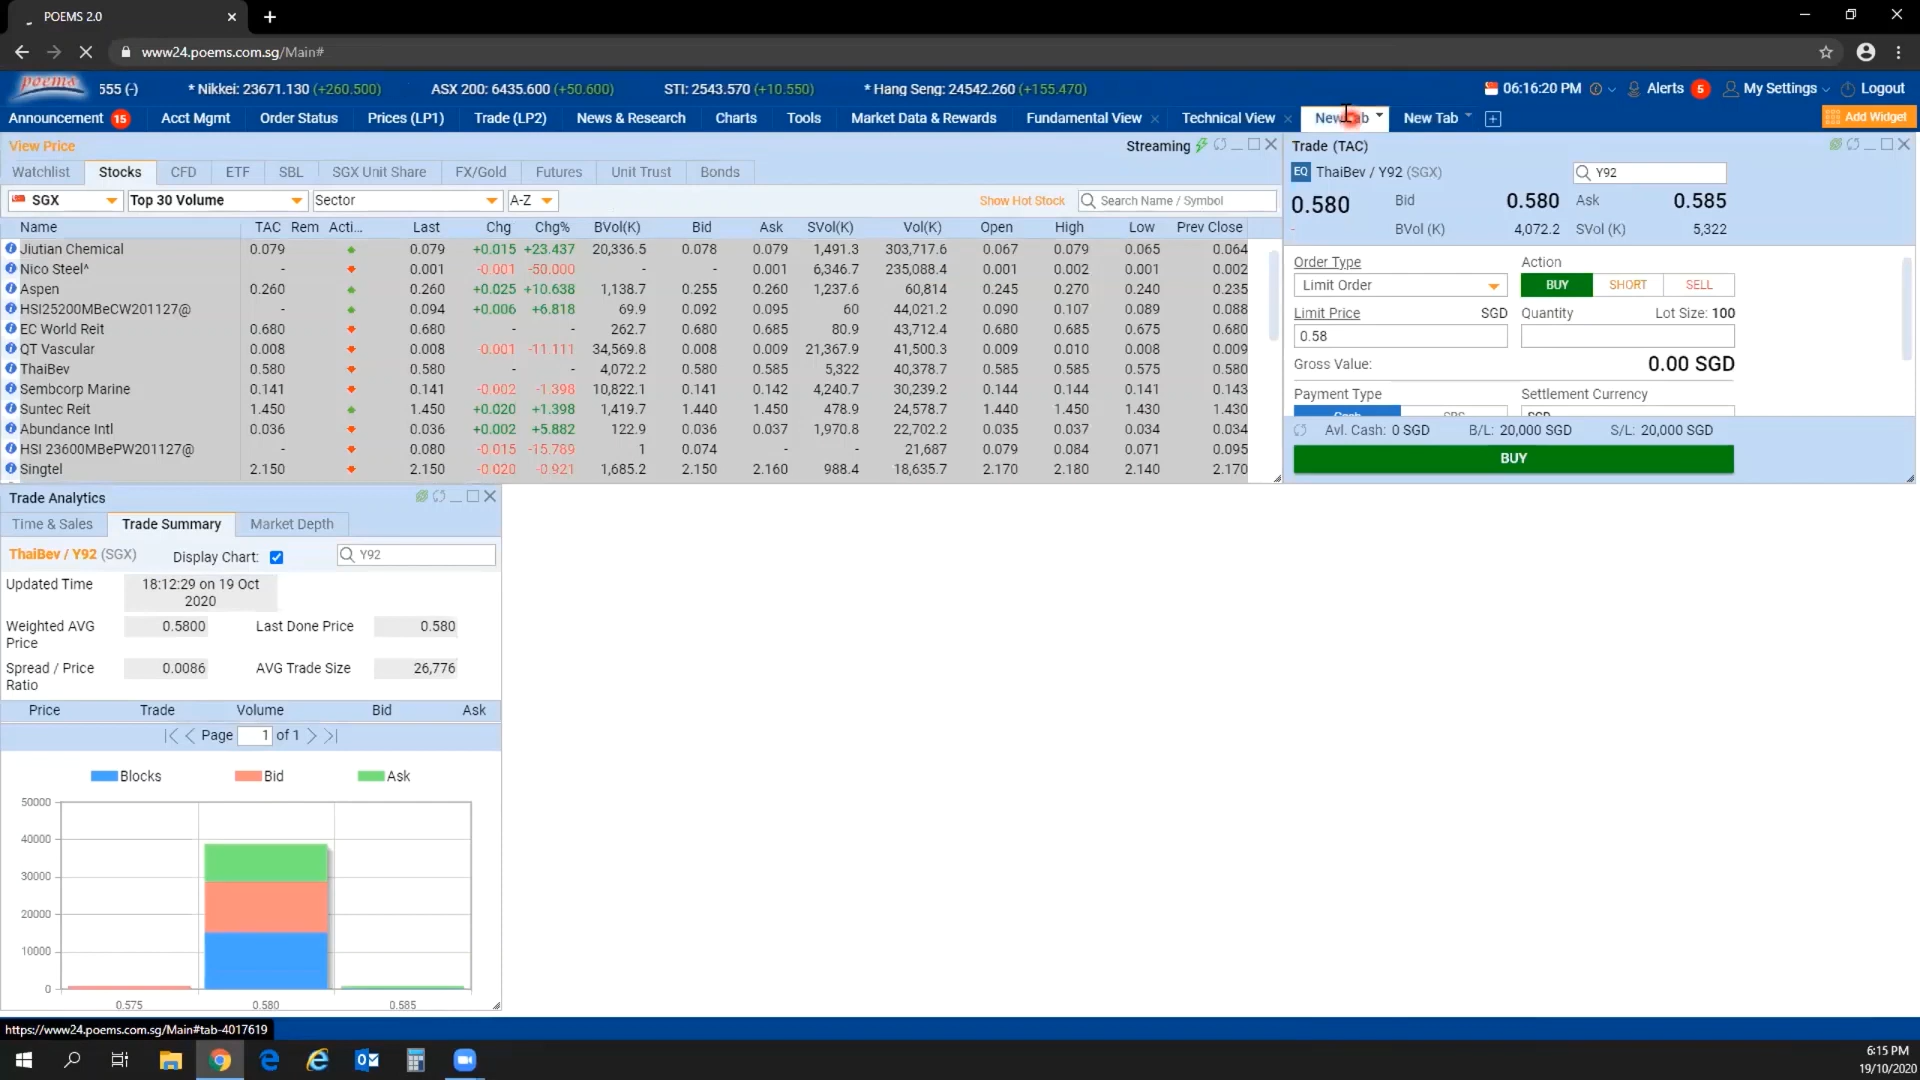 POEMS 2.0
www24.poems.com.sg/Main#
poems 555 (-) * Nikkei: 23671.130 (+260.500) ASX 200: 6435.600 (+50.600) STI: 2543.570 (+10.550) * Hang Seng: 24542.260 (+155.470) 06:16:20 PM Alerts 5 My Settings Logout
Announcement 15 Acct Mgmt Order Status Prices (LP1) Trade (LP2) News & Research Charts Tools Market Data & Rewards Fundamental View Technical View New Tab New Tab Add Widget
View Price Streaming
Watchlist Stocks CFD ETF SBL SGX Unit Share FX/Gold Futures Unit Trust Bonds
SGX Top 30 Volume Sector A-Z Show Hot Stock Search Name / Symbol
Name TAC Rem Acti... Last Chg Chg% BVol(K) Bid Ask SVol(K) Vol(K) Open High Low Prev Close
Jiutian Chemical 0.079 0.079 +0.015 +23.437 20,336.5 0.078 0.079 1,491.3 303,717.6 0.067 0.079 0.065 0.064
Nico Steel^ - 0.001 -0.001 -50.000 - - 0.001 6,346.7 235,088.4 0.001 0.002 0.001 0.002
Aspen 0.260 0.260 +0.025 +10.638 1,138.7 0.255 0.260 1,237.6 60,814 0.245 0.270 0.240 0.235
HSI25200MBeCW201127@ - 0.094 +0.006 +6.818 69.9 0.092 0.095 60 44,021.2 0.090 0.107 0.089 0.088
EC World Reit 0.680 0.680 - - 262.7 0.680 0.685 80.9 43,712.4 0.680 0.685 0.675 0.680
QT Vascular 0.008 0.008 -0.001 -11.111 34,569.8 0.008 0.009 21,367.9 41,500.3 0.009 0.010 0.008 0.009
ThaiBev 0.580 0.580 - - 4,072.2 0.580 0.585 5,322 40,378.7 0.585 0.585 0.575 0.580
Sembcorp Marine 0.141 0.141 -0.002 -1.398 10,822.1 0.141 0.142 4,240.7 30,239.2 0.144 0.144 0.141 0.143
Suntec Reit 1.450 1.450 +0.020 +1.398 1,419.7 1.440 1.450 478.9 24,578.7 1.440 1.450 1.430 1.430
Abundance Intl 0.036 0.036 +0.002 +5.882 122.9 0.036 0.037 1,970.8 22,702.2 0.035 0.037 0.034 0.034
HSI 23600MBePW201127@ - 0.080 -0.015 -15.789 1 0.074 - - 21,687 0.079 0.084 0.071 0.095
Singtel 2.150 2.150 -0.020 -0.921 1,685.2 2.150 2.160 988.4 18,635.7 2.170 2.180 2.140 2.170
Trade (TAC)
EQ ThaiBev / Y92 (SGX) Y92
0.580 Bid 0.580 Ask 0.585
- BVol (K) 4,072.2 SVol (K) 5,322
Order Type Action
Limit Order BUY SHORT SELL
Limit Price SGD Quantity Lot Size: 100
0.58
Gross Value: 0.00 SGD
Payment Type Settlement Currency
Cash SRS SGD
Avl. Cash: 0 SGD B/L: 20,000 SGD S/L: 20,000 SGD
BUY
Trade Analytics
Time & Sales Trade Summary Market Depth
ThaiBev / Y92 (SGX) Display Chart: Y92
Updated Time 18:12:29 on 19 Oct
2020
Weighted AVG 0.5800 Last Done Price 0.580
Price
Spread / Price 0.0086 AVG Trade Size 26,776
Ratio
Price Trade Volume Bid Ask
Page 1 of 1
Blocks Bid Ask
50000
40000
30000
20000
10000
0
0.575 0.580 0.585
https://www24.poems.com.sg/Main#tab-4017619
6:15 PM
19/10/2020